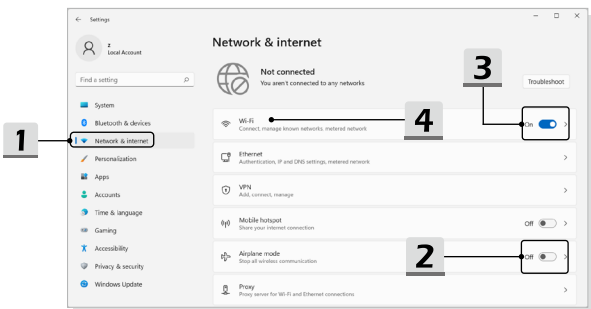 Settings
z
Local Account
Find a setting
System
Bluetooth & devices
Network & internet
Personalization
Apps
Accounts
Time & language
Gaming
Accessibility
Privacy & security
Windows Update
Network & internet
Not connected
You aren't connected to any networks
Troubleshoot
Wi-Fi
Connect, manage known networks, metered network
On
Ethernet
Authentication, IP and DNS settings, metered network
VPN
Add, connect, manage
Mobile hotspot
Share your internet connection
Off
Airplane mode
Stop all wireless communication
Off
Proxy
Proxy server for Wi-Fi and Ethernet connections
1
3
4
2